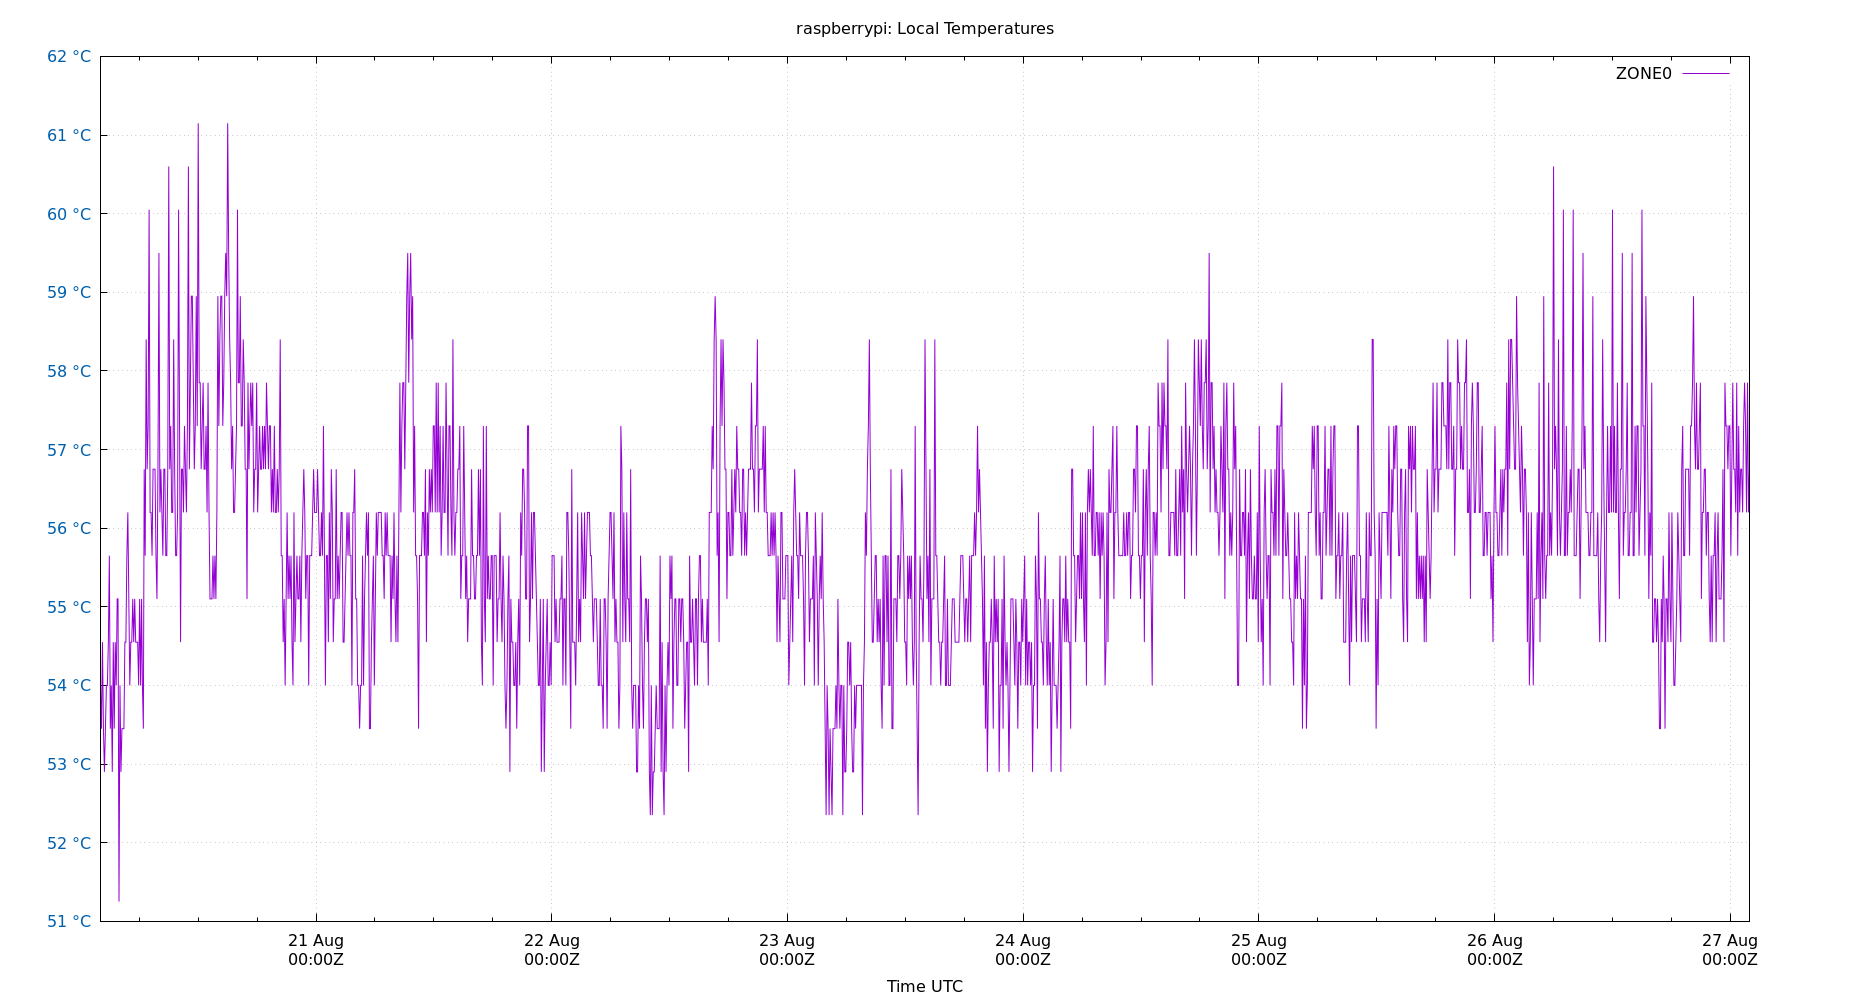 raspberrypi: Local Temperatures
62 °C
ZONE0
61 °C
60 °C
59 °C
58 °C
57 °C
56 °C
55 °C
54 °C
53 °C
52 °C
51 °C
21 Aug 22 Aug 23 Aug 24 Aug 25 Aug 26 Aug 27 Aug
00:00Z 00:00Z 00:00Z 00:00Z 00:00Z 00:00Z 00:00Z
Time UTC